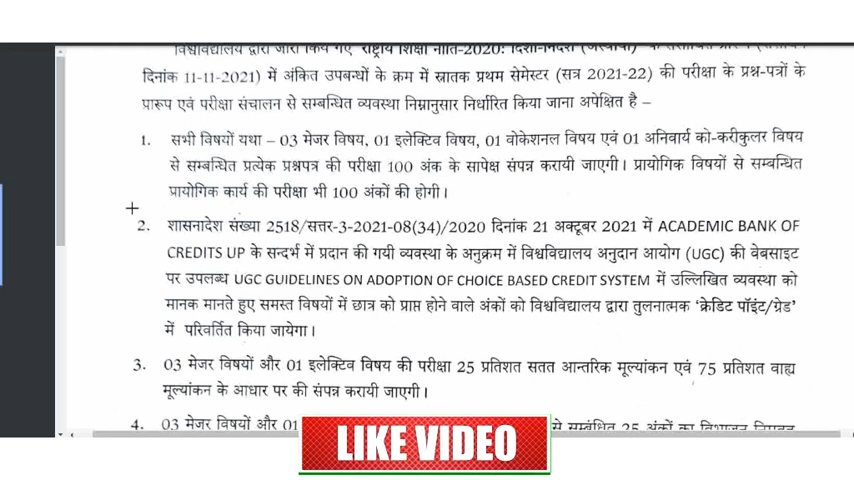 विश्वविद्यालय द्वारा जारी किये गए राष्ट्रीय शिक्षा नीति-2020:
दिनांक 11-11-2021) में अंकित उपबन्धों के क्रम में स्नातक प्रथम सेमेस्टर (सत्र 2021-22) की परीक्षा के प्रश्न-पत्रों के
प्रारूप एवं परीक्षा संचालन से सम्बन्धित व्यवस्था निम्नानुसार निर्धारित किया जाना अपेक्षित है –
1. सभी विषयों यथा – 03 मेजर विषय, 01 इलेक्टिव विषय, 01 वोकेशनल विषय एवं 01 अनिवार्य को-करीकुलर विषय
से सम्बन्धित प्रत्येक प्रश्नपत्र की परीक्षा 100 अंक के सापेक्ष संपन्न करायी जाएगी। प्रायोगिक विषयों से सम्बन्धित
प्रायोगिक कार्य की परीक्षा भी 100 अंकों की होगी।
2. शासनादेश संख्या 2518/सत्तर-3-2021-08(34)/2020 दिनांक 21 अक्टूबर 2021 में ACADEMIC BANK OF
CREDITS UP के सन्दर्भ में प्रदान की गयी व्यवस्था के अनुक्रम में विश्वविद्यालय अनुदान आयोग (UGC) की वेबसाइट
पर उपलब्ध UGC GUIDELINES ON ADOPTION OF CHOICE BASED CREDIT SYSTEM में उल्लिखित व्यवस्था को
मानक मानते हुए समस्त विषयों में छात्र को प्राप्त होने वाले अंकों को विश्वविद्यालय द्वारा तुलनात्मक 'क्रेडिट पॉइंट/ग्रेड'
में परिवर्तित किया जायेगा।
3. 03 मेजर विषयों और 01 इलेक्टिव विषय की परीक्षा 25 प्रतिशत सतत आन्तरिक मूल्यांकन एवं 75 प्रतिशत वाह्य
मूल्यांकन के आधार पर की संपन्न करायी जाएगी।
4. 03 मेजर विषयों और 01 से सम्बंधित 25 अंकों का विभाजन
LIKE VIDEO